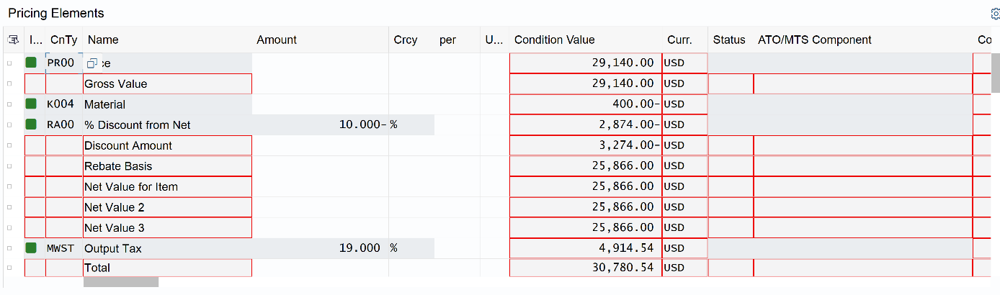 Pricing Elements
I... CnTy Name Amount Crcy per U... Condition Value Curr. Status ATO/MTS Component Co
PR00 ce 29,140.00 USD
Gross Value 29,140.00 USD
K004 Material 400.00- USD
RA00 % Discount from Net 10.000- % 2,874.00- USD
Discount Amount 3,274.00- USD
Rebate Basis 25,866.00 USD
Net Value for Item 25,866.00 USD
Net Value 2 25,866.00 USD
Net Value 3 25,866.00 USD
MWST Output Tax 19.000 % 4,914.54 USD
Total 30,780.54 USD